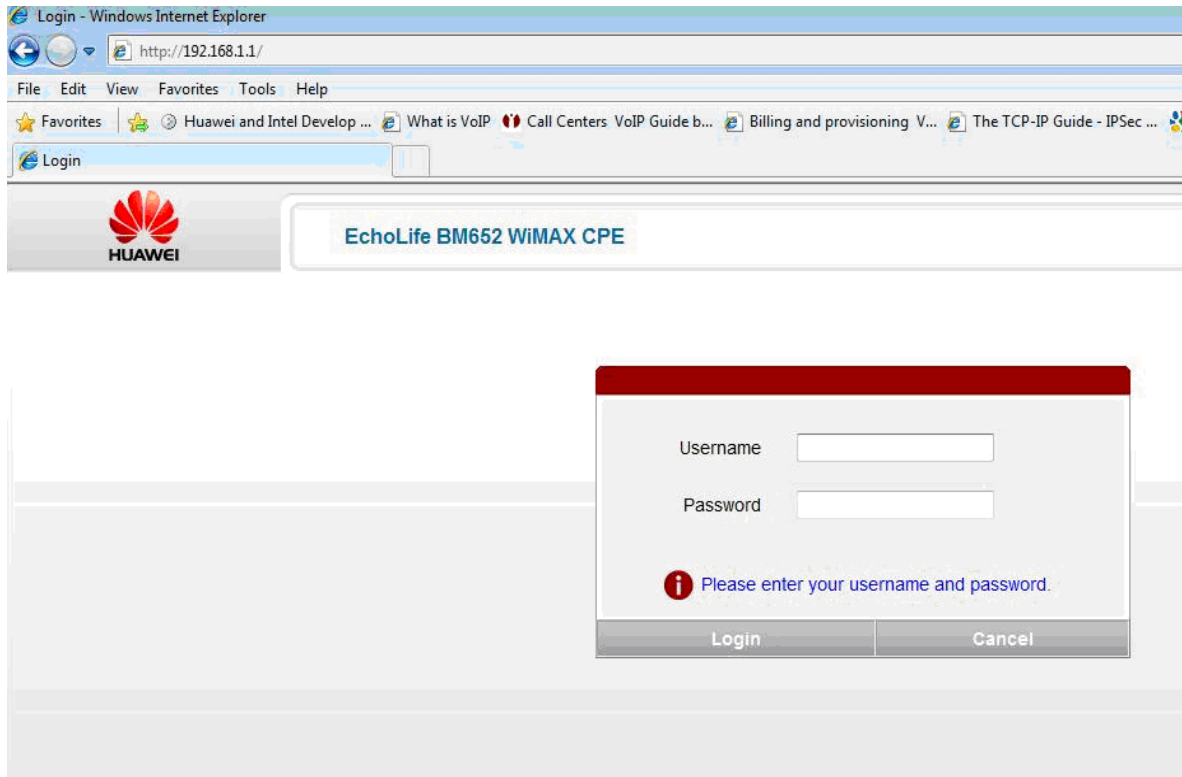 Login - Windows Internet Explorer
http://192.168.1.1/
File Edit View Favorites Tools Help
Favorites Huawei and Intel Develop ... What is VoIP Call Centers VoIP Guide b... Billing and provisioning V... The TCP-IP Guide - IPSec ...
Login
HUAWEI
EchoLife BM652 WiMAX CPE
Username
Password
Please enter your username and password.
Login Cancel